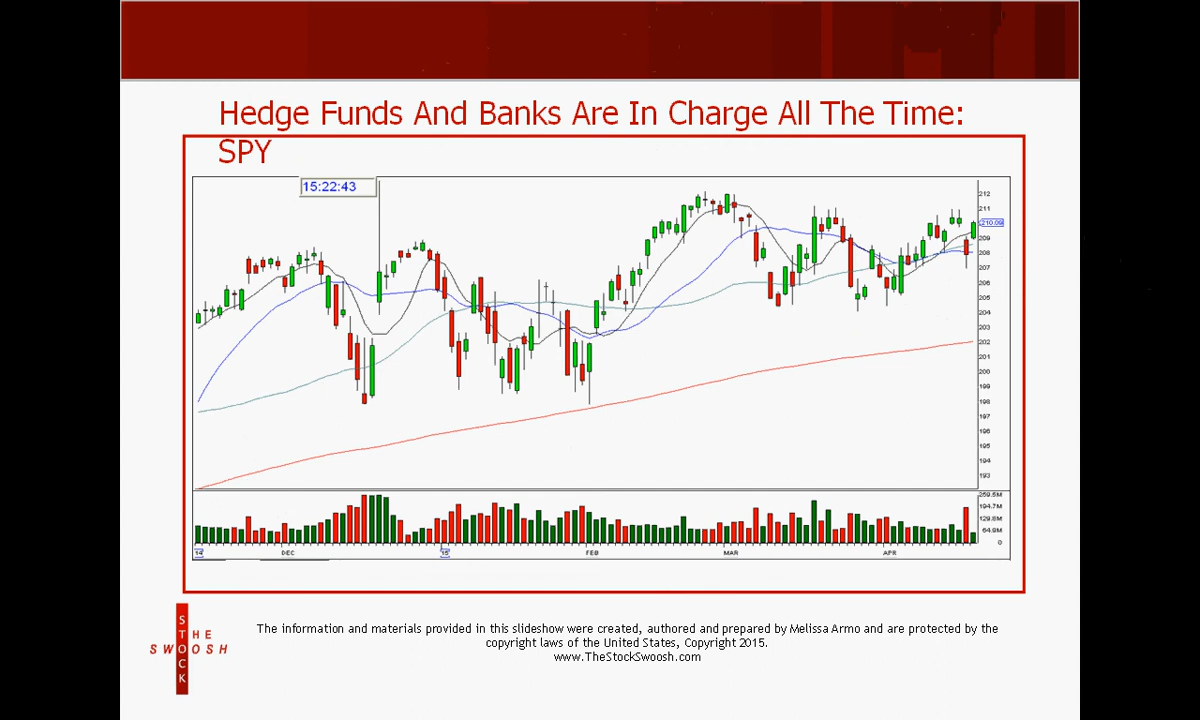 Hedge Funds And Banks Are In Charge All The Time:
SPY
15:22:43
212
211
210.09
209
208
207
206
205
204
203
202
201
200
199
198
197
196
195
194
193
259.5M
194.7M
129.8M
64.9M
0
14
DEC
15
FEB
MAR
APR
THE
STOCK
SWOOSH
The information and materials provided in this slideshow were created, authored and prepared by Melissa Armo and are protected by the
copyright laws of the United States, Copyright 2015.
www.TheStockSwoosh.com